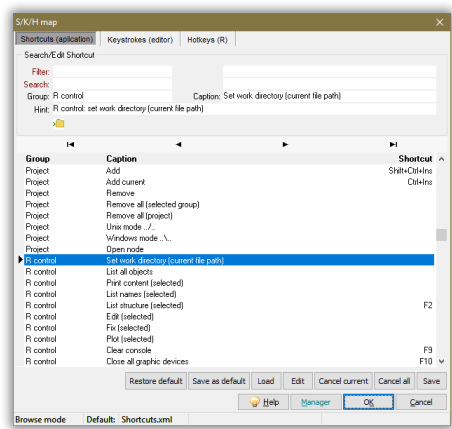 S/K/H map
Shortcuts (aplication) Keystrokes (editor) Hotkeys (R)
Search/Edit Shortcut
Filter:
Search:
Group: R control Caption: Set work directory (current file path)
Hint: R control: set work directory (current file path)
Group Caption Shortcut
Project Add Shift+Ctrl+Ins
Project Add current Ctrl+Ins
Project Remove
Project Remove all (selected group)
Project Remove all (project)
Project Unix mode ../..
Project Windows mode ..\..
Project Open node
R control Set work directory (current file path)
R control List all objects
R control Print content (selected)
R control List names (selected)
R control List structure (selected) F2
R control Edit (selected)
R control Fix (selected)
R control Plot (selected)
R control Clear console F9
R control Close all graphic devices F10
Restore default Save as default Load Edit Cancel current Cancel all Save
Help Manager OK Cancel
Browse mode Default: Shortcuts.xml